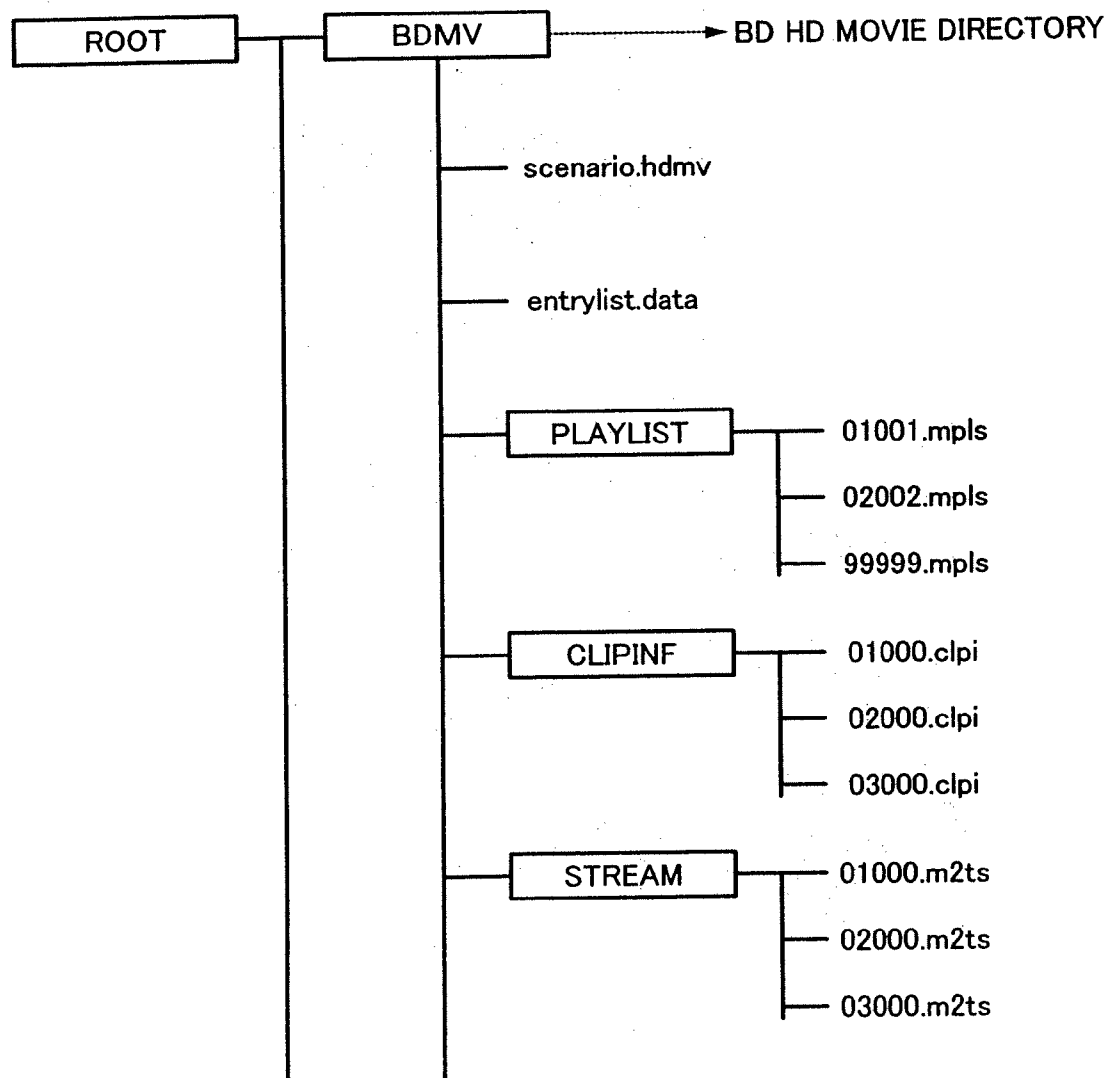 ROOT
BDMV
BD HD MOVIE DIRECTORY
scenario.hdmv
entrylist.data
PLAYLIST
01001.mpls
02002.mpls
99999.mpls
CLIPINF
01000.clpi
02000.clpi
03000.clpi
STREAM
01000.m2ts
02000.m2ts
03000.m2ts